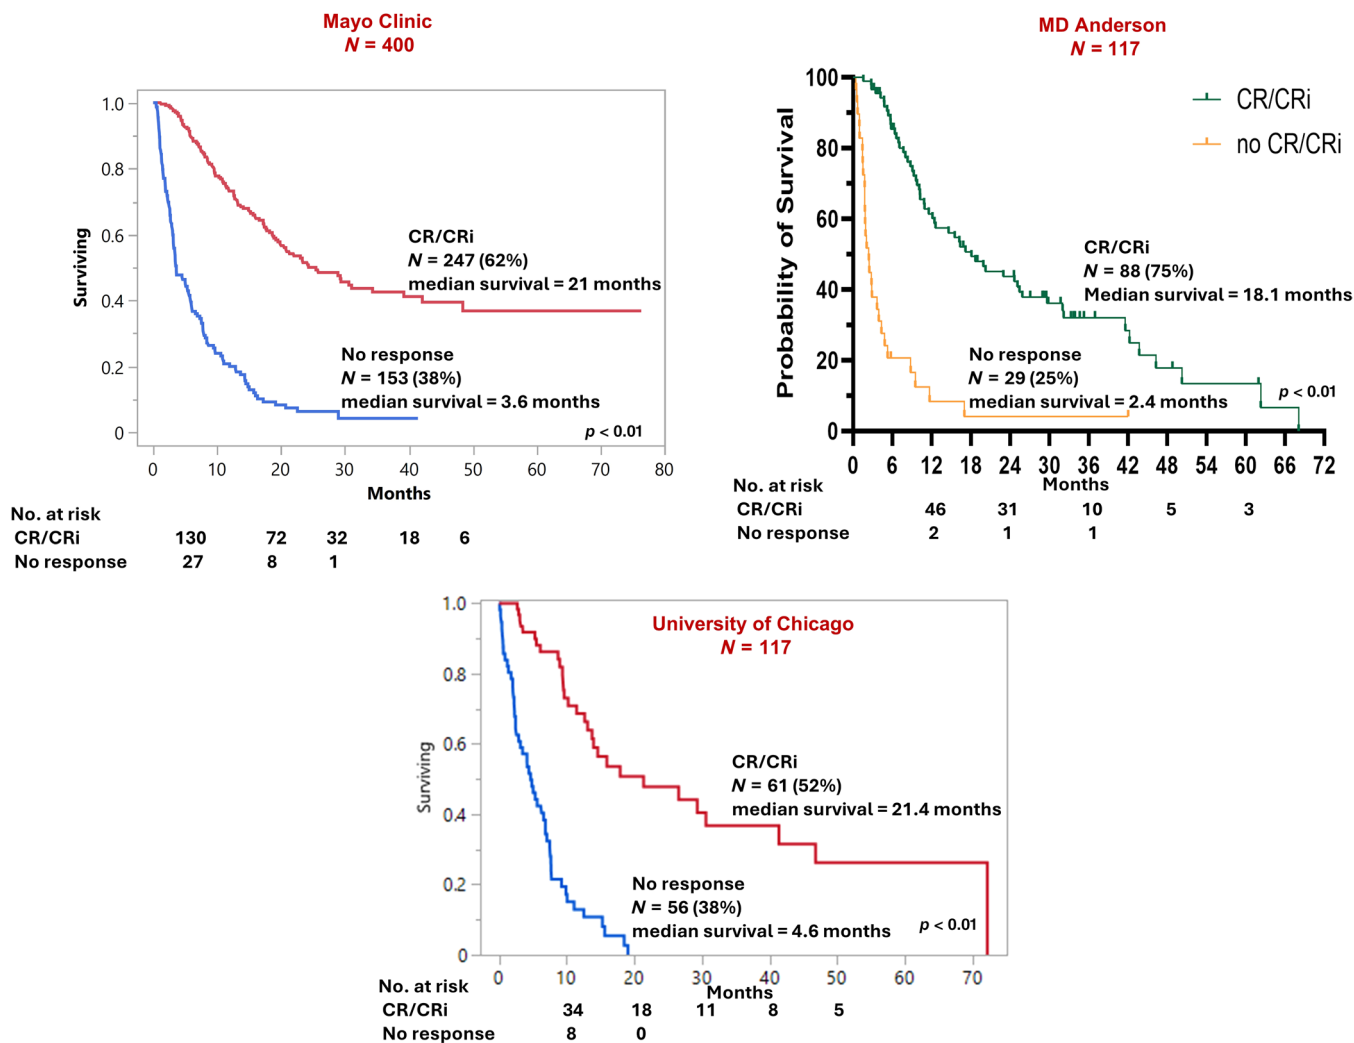 Mayo Clinic
N = 400
1.0
0.8
0.6
0.4
0.2
0
Surviving
CR/CRi
N = 247 (62%)
median survival = 21 months
No response
N = 153 (38%)
median survival = 3.6 months
p < 0.01
0 10 20 30 40 50 60 70 80
Months
No. at risk
CR/CRi 130 72 32 18 6
No response 27 8 1
MD Anderson
N = 117
100
80
60
40
20
0
Probability of Survival
CR/CRi
no CR/CRi
CR/CRi
N = 88 (75%)
Median survival = 18.1 months
No response
N = 29 (25%)
median survival = 2.4 months
p < 0.01
0 6 12 18 24 30 36 42 48 54 60 66 72
Months
No. at risk
CR/CRi 46 31 10 5 3
No response 2 1 1
University of Chicago
N = 117
1.0
0.8
0.6
0.4
0.2
0
Surviving
CR/CRi
N = 61 (52%)
median survival = 21.4 months
No response
N = 56 (38%)
median survival = 4.6 months
p < 0.01
0 10 20 30 40 50 60 70
Months
No. at risk
CR/CRi 34 18 11 8 5
No response 8 0